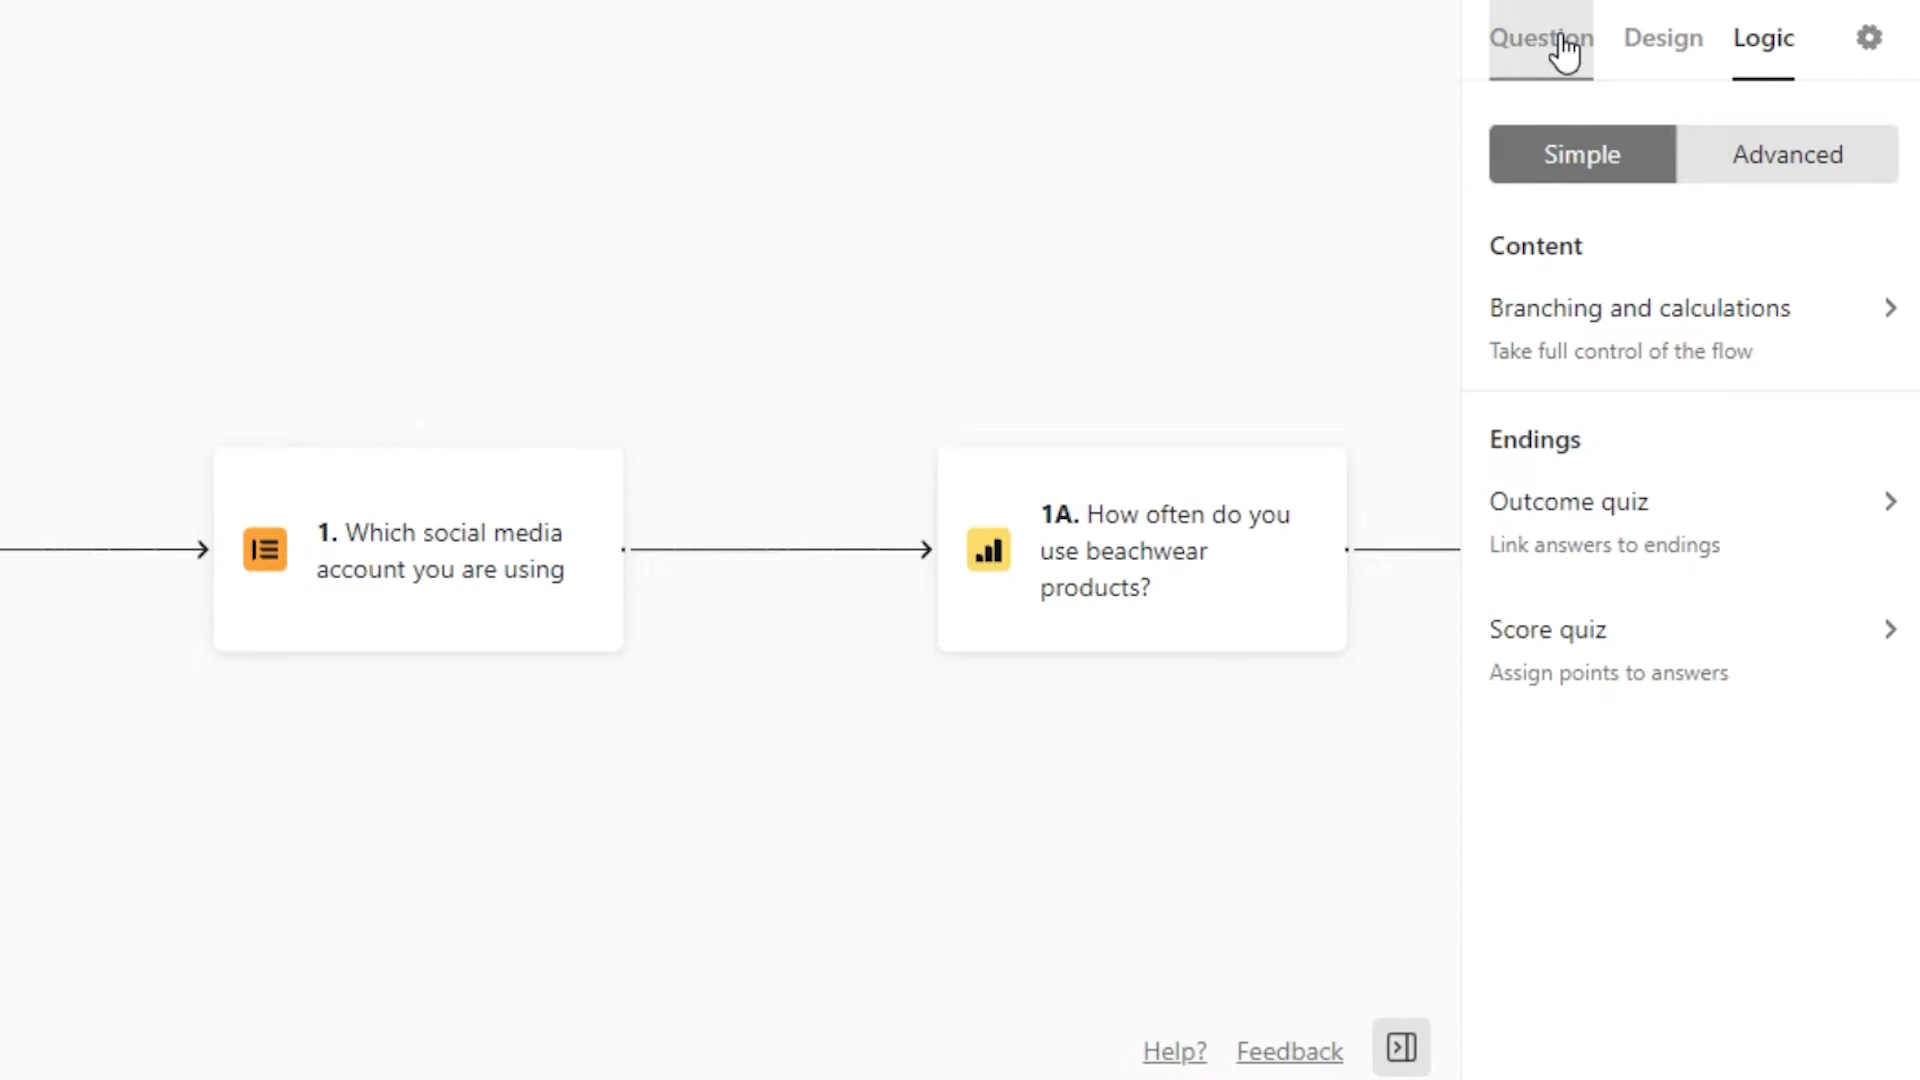 Question Design Logic
Simple Advanced
Content
Branching and calculations
Take full control of the flow
Endings
Outcome quiz
Link answers to endings
Score quiz
Assign points to answers
1. Which social media
account you are using
1A. How often do you
use beachwear
products?
Help? Feedback